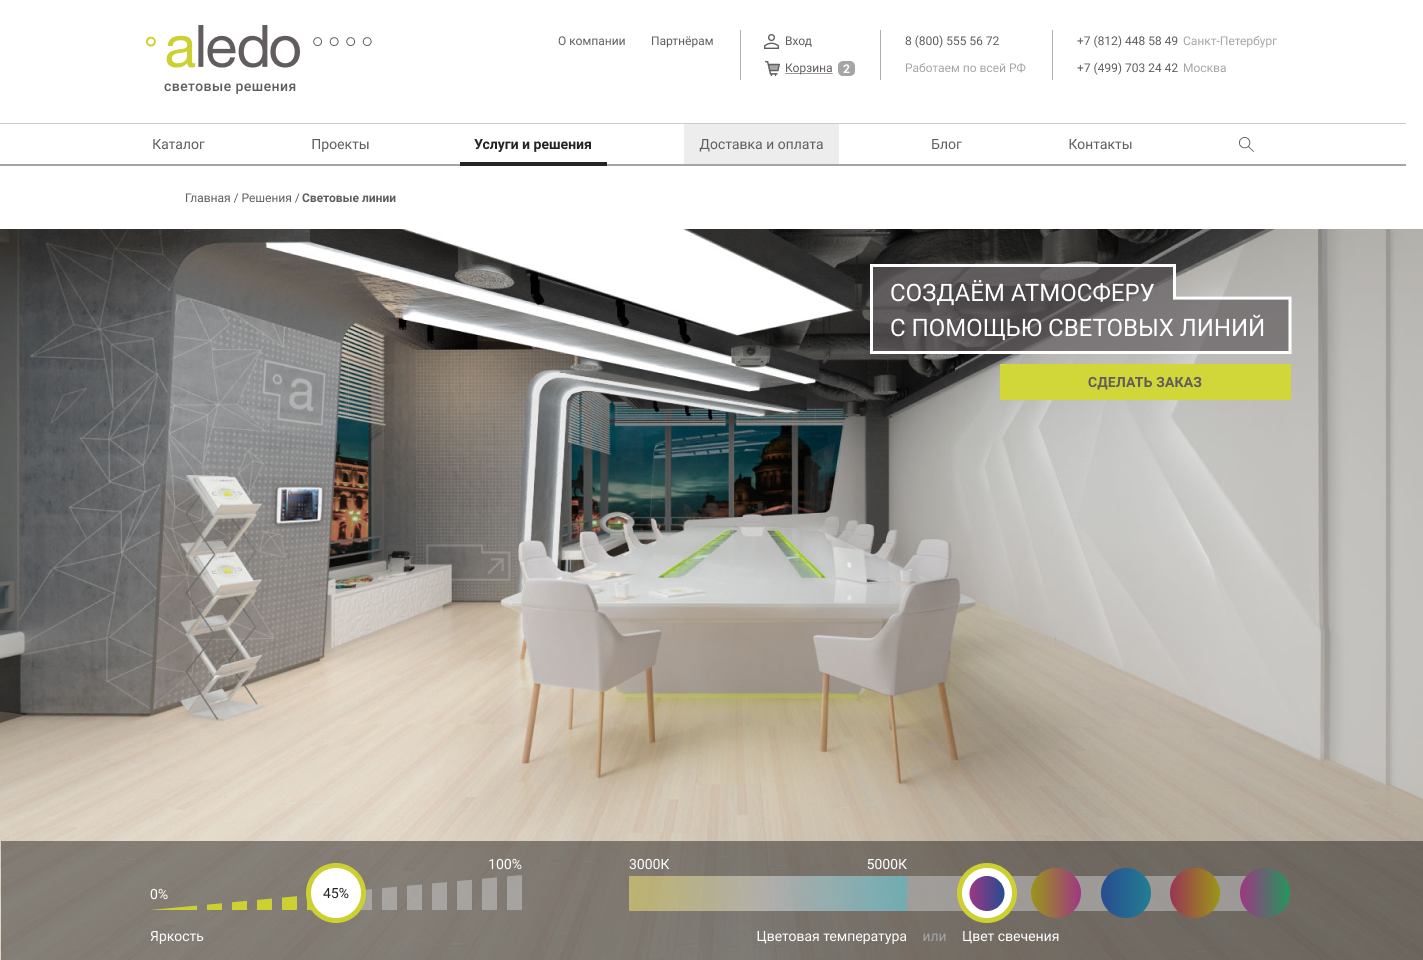 aledo
световые решения
О компании
Партнёрам
Вход
Корзина 2
8 (800) 555 56 72
Работаем по всей РФ
+7 (812) 448 58 49 Санкт-Петербург
+7 (499) 703 24 42 Москва
Каталог
Проекты
Услуги и решения
Доставка и оплата
Блог
Контакты
Главная / Решения / Световые линии
СОЗДАЁМ АТМОСФЕРУ
С ПОМОЩЬЮ СВЕТОВЫХ ЛИНИЙ
СДЕЛАТЬ ЗАКАЗ
a
0%
45%
100%
Яркость
3000К
5000К
Цветовая температура
или
Цвет свечения